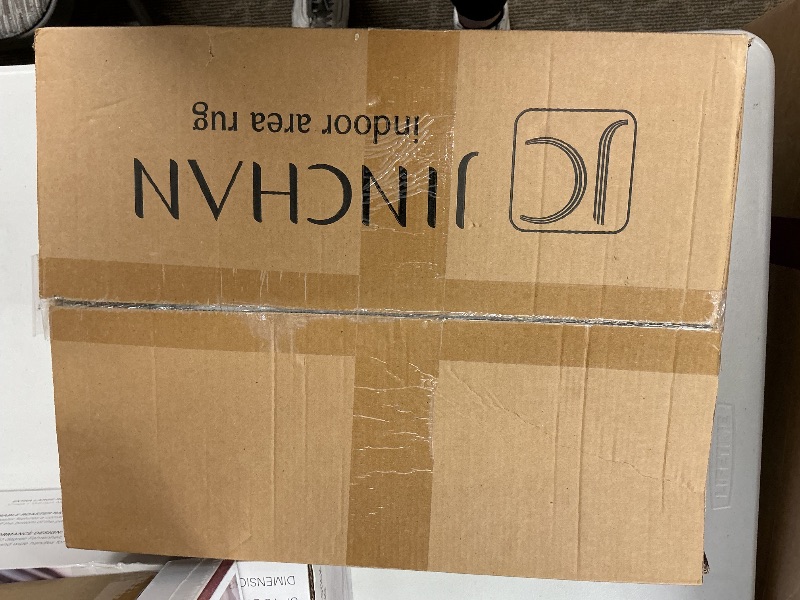 JC JINCHAN
indoor area rug
DIMENSIO